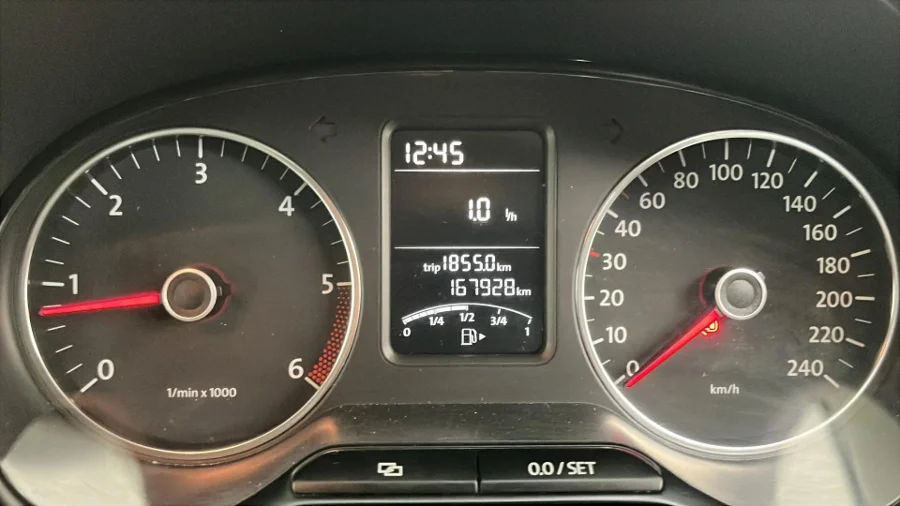 12:45
1.0 l/h
trip 1855.0 km
167928 km
0 1/4 1/2 3/4 1
0 1 2 3 4 5 6
1/min x 1000
0 10 20 30 40 60 80 100 120 140 160 180 200 220 240
km/h
0.0 / SET